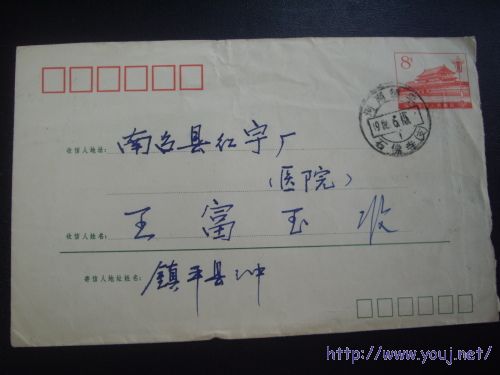 8分
收信人地址: 南召县红宇厂
(医院)
收信人姓名: 王富玉收
寄信人地址姓名: 镇平县二中
http://www.youj.net/